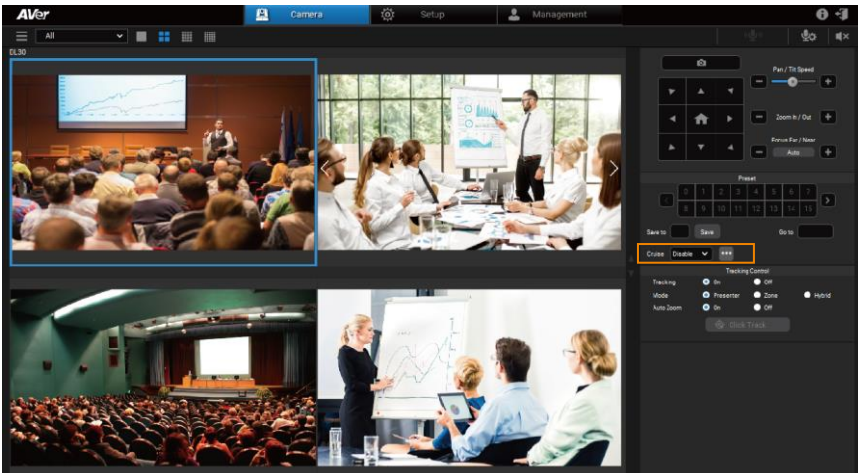 AVer
Camera
Setup
Management
All
DL30
Pan / Tilt Speed
Zoom In / Out
Focus Far / Near
Auto
Preset
0 1 2 3 4 5 6 7
8 9 10 11 12 13 14 15
Save to
Save
Go to
Cruise
Disable
Tracking Control
Tracking On Off
Mode Presenter Zone Hybrid
Auto Zoom On Off
Click Track